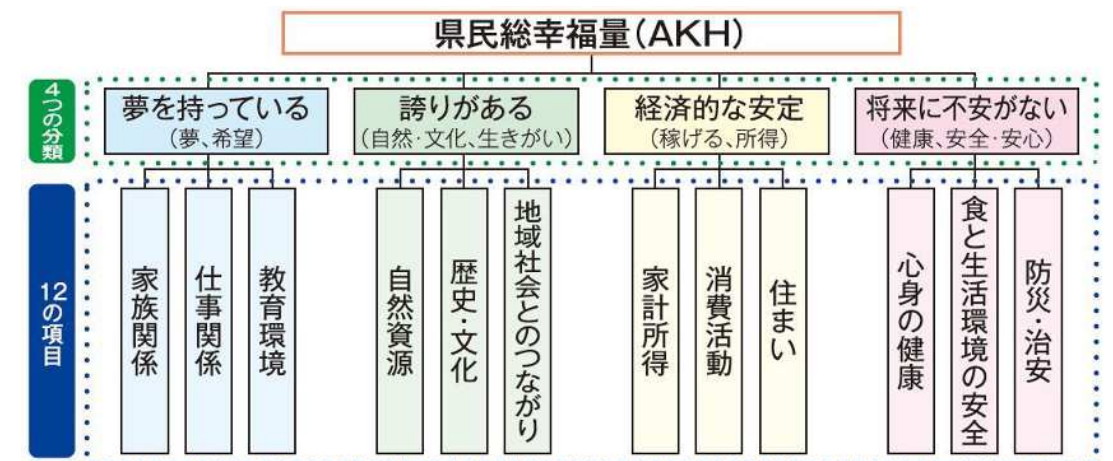 県民総幸福量(AKH)
4つの分類
夢を持っている
(夢、希望)
誇りがある
(自然・文化、生きがい)
経済的な安定
(稼げる、所得)
将来に不安がない
(健康、安全・安心)
12の項目
家族関係
仕事関係
教育環境
自然資源
歴史・文化
地域社会とのつながり
家計所得
消費活動
住まい
心身の健康
食と生活環境の安全
防災・治安